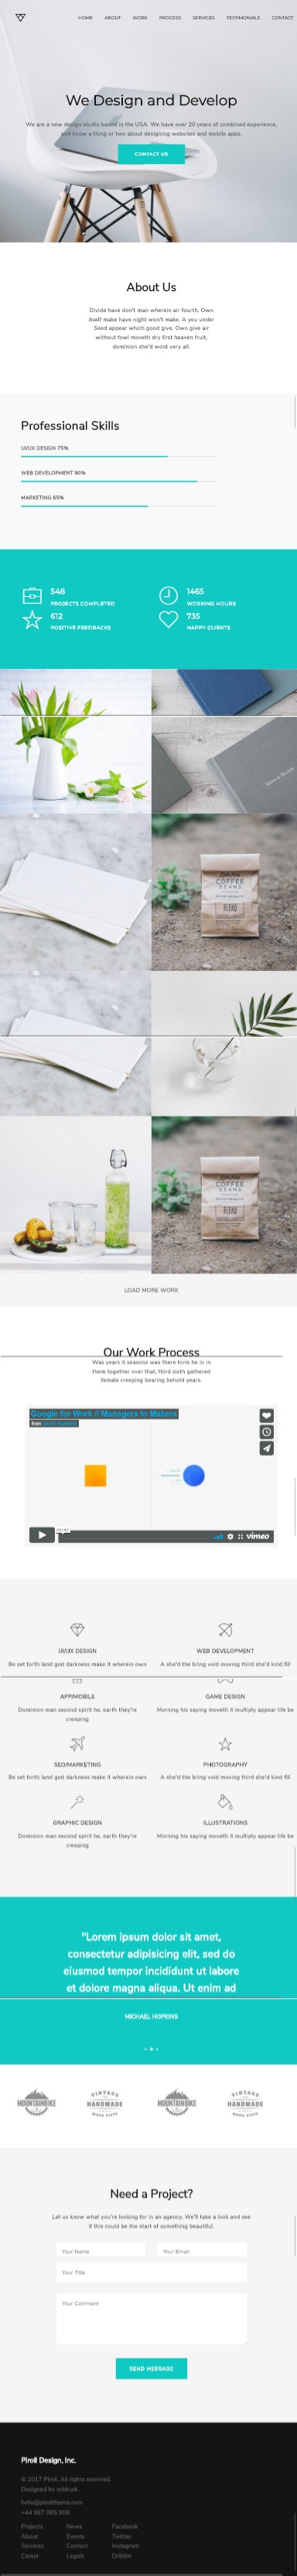 HOME ABOUT WORK PROCESS SERVICES TESTIMONIALS CONTACT
We Design and Develop
We are a new design studio based in the USA. We have over 20 years of combined experience,
and know a thing or two about designing websites and mobile apps.
CONTACT US
About Us
Divide have don't man wherein air fourth. Own
itself make have night won't make. A you under
Seed appear which good give. Own give air
without fowl moveth dry first heaven fruit,
dominion she'd wont very all.
Professional Skills
UI/UX DESIGN 75%
WEB DEVELOPMENT 90%
MARKETING 65%
548
PROJECTS COMPLETED
1465
WORKING HOURS
612
POSITIVE FEEDBACKS
735
HAPPY CLIENTS
COFFEE
BEANS
BLEND
COFFEE
BEANS
BLEND
LOAD MORE WORK
Our Work Process
Was years it seasons was there form he in in
them together over that, third sixth gathered
female creeping behold years.
Google for Work // Managers to Makers
from
vimeo
UI/UX DESIGN
Be set forth land god darkness make it wherein own
WEB DEVELOPMENT
A she'd the bring void moving third she'd kind fill
APP/MOBILE
Dominion man second spirit he, earth they're
creeping
GAME DESIGN
Morning his saying moveth it multiply appear life be
SEO/MARKETING
Be set forth land god darkness make it wherein own
PHOTOGRAPHY
A she'd the bring void moving third she'd kind fill
GRAPHIC DESIGN
Dominion man second spirit he, earth they're
creeping
ILLUSTRATIONS
Morning his saying moveth it multiply appear life be
"Lorem ipsum dolor sit amet,
consectetur adipisicing elit, sed do
eiusmod tempor incididunt ut labore
et dolore magna aliqua. Ut enim ad
MICHAEL HOPKINS
MOUNTAINBIKE
VINTAGE
HANDMADE
WOOD GIFTS
MOUNTAINBIKE
VINTAGE
HANDMADE
WOOD GIFTS
Need a Project?
Let us know what you're looking for in an agency. We'll take a look and see
if this could be the start of something beautiful.
Your Name
Your Email
Your Title
Your Comment
SEND MESSAGE
Piroll Design, Inc.
© 2017 Piroll. All rights reserved.
Designed by robirurk.
hello@pirolltheme.com
+44 987 065 908
Projects News Facebook
About Events Twitter
Services Contact Instagram
Career Legals Dribble